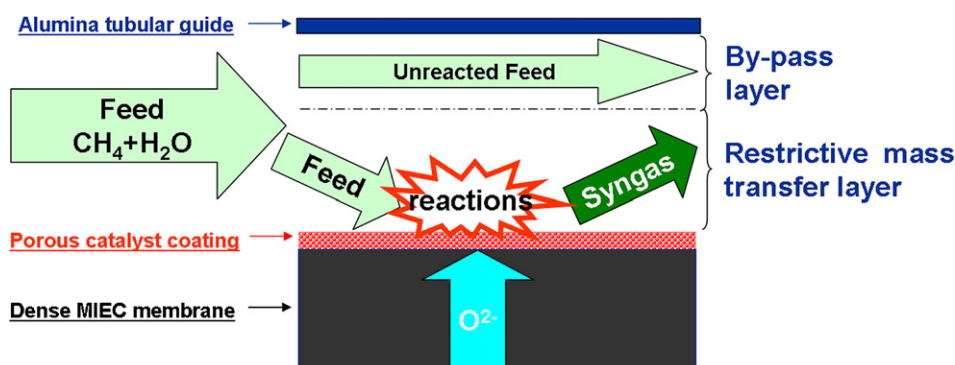 Alumina tubular guide
Unreacted Feed
By-pass
layer
Feed
CH₄+H₂O
Feed
reactions
Syngas
Restrictive mass
transfer layer
Porous catalyst coating
Dense MIEC membrane
O²⁻